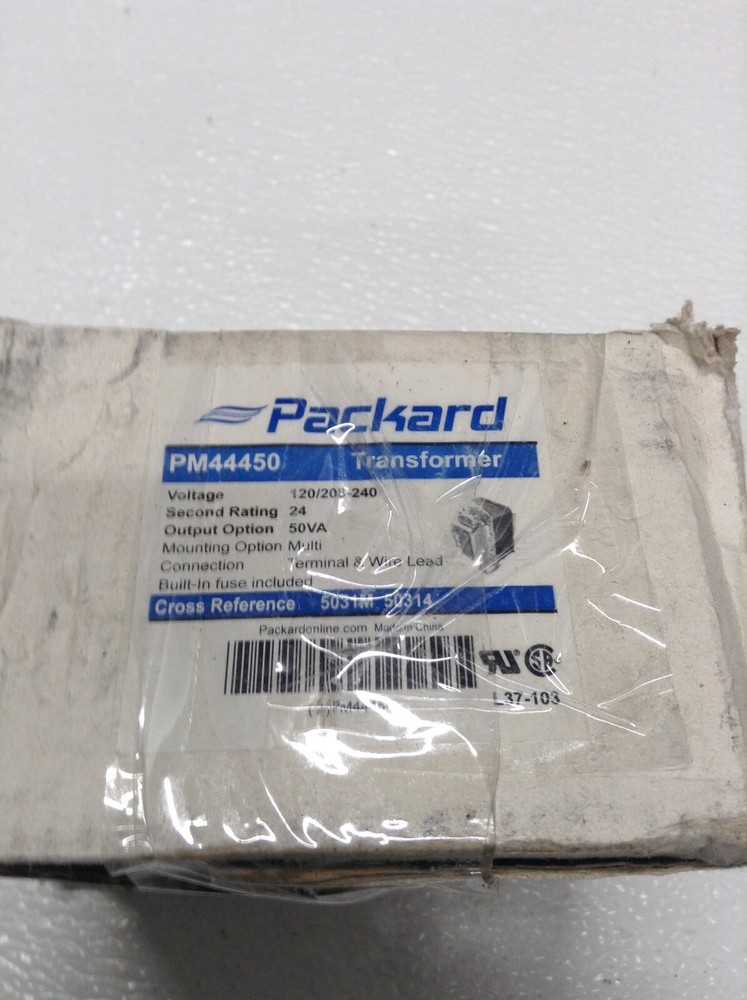 Packard
PM44450 Transformer
Voltage 120/208-240
Second Rating 24
Output Option 50VA
Mounting Option Multi
Connection Terminal & Wire Lead
Built-In fuse included
Cross Reference 5031M 50314
Packardonline.com Made in China
L37-103